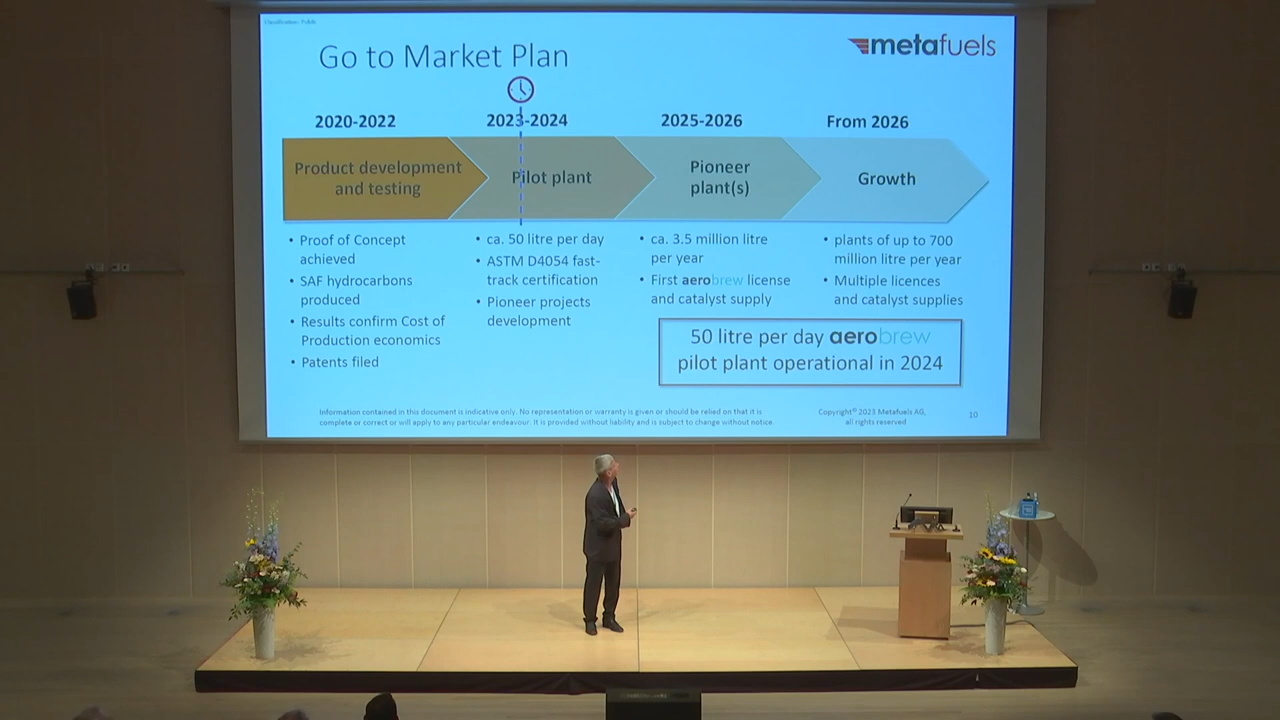 Classification: Public
Go to Market Plan
metafuels
2020-2022
2023-2024
2025-2026
From 2026
Product development
and testing
Pilot plant
Pioneer
plant(s)
Growth
• Proof of Concept
achieved
• SAF hydrocarbons
produced
• Results confirm Cost of
Production economics
• Patents filed
• ca. 50 litre per day
• ASTM D4054 fast-
track certification
• Pioneer projects
development
• ca. 3.5 million litre
per year
• First aerobrew license
and catalyst supply
• plants of up to 700
million litre per year
• Multiple licences
and catalyst supplies
50 litre per day aerobrew
pilot plant operational in 2024
Information contained in this document is indicative only. No representation or warranty is given or should be relied on that it is
complete or correct or will apply to any particular endeavour. It is provided without liability and is subject to change without notice.
Copyright© 2023 Metafuels AG,
all rights reserved
10